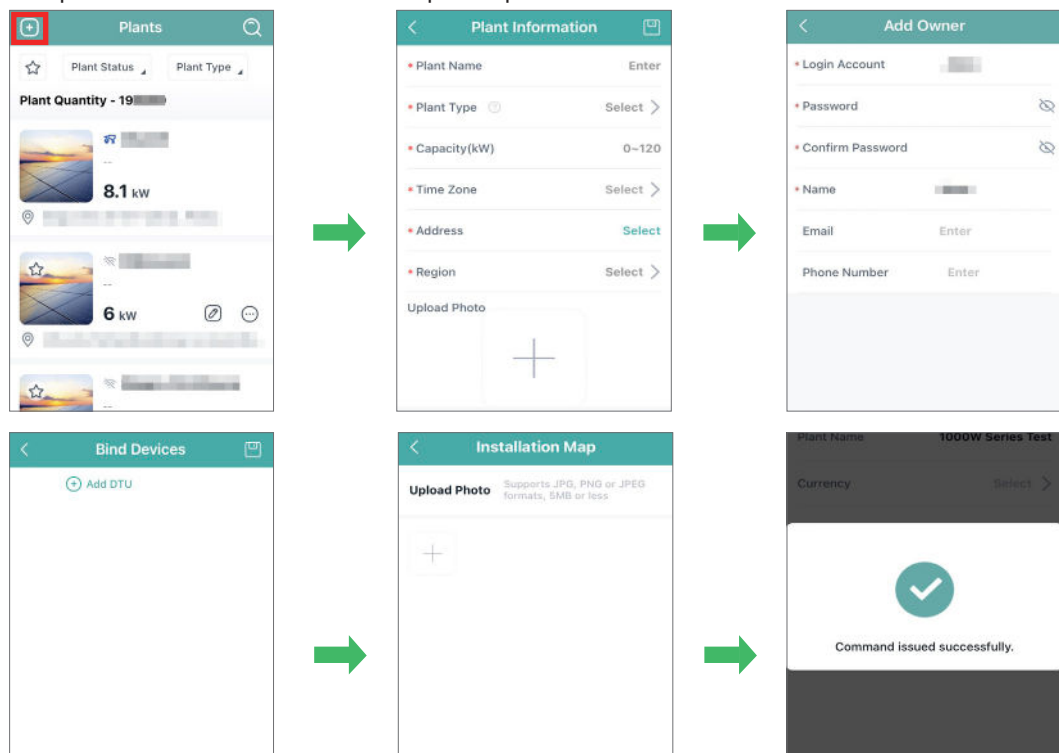 Plants
Plant Status
Plant Type
Plant Quantity - 19
--
8.1 kW
--
6 kW
--
Plant Information
* Plant Name Enter
* Plant Type Select >
* Capacity(kW) 0~120
* Time Zone Select >
* Address Select
* Region Select >
Upload Photo
Add Owner
* Login Account
* Password
* Confirm Password
* Name
Email Enter
Phone Number Enter
Bind Devices
Add DTU
Installation Map
Upload Photo Supports JPG, PNG or JPEG
formats, 5MB or less
Plant Name 1000W Series Test
Currency Select >
Command issued successfully.